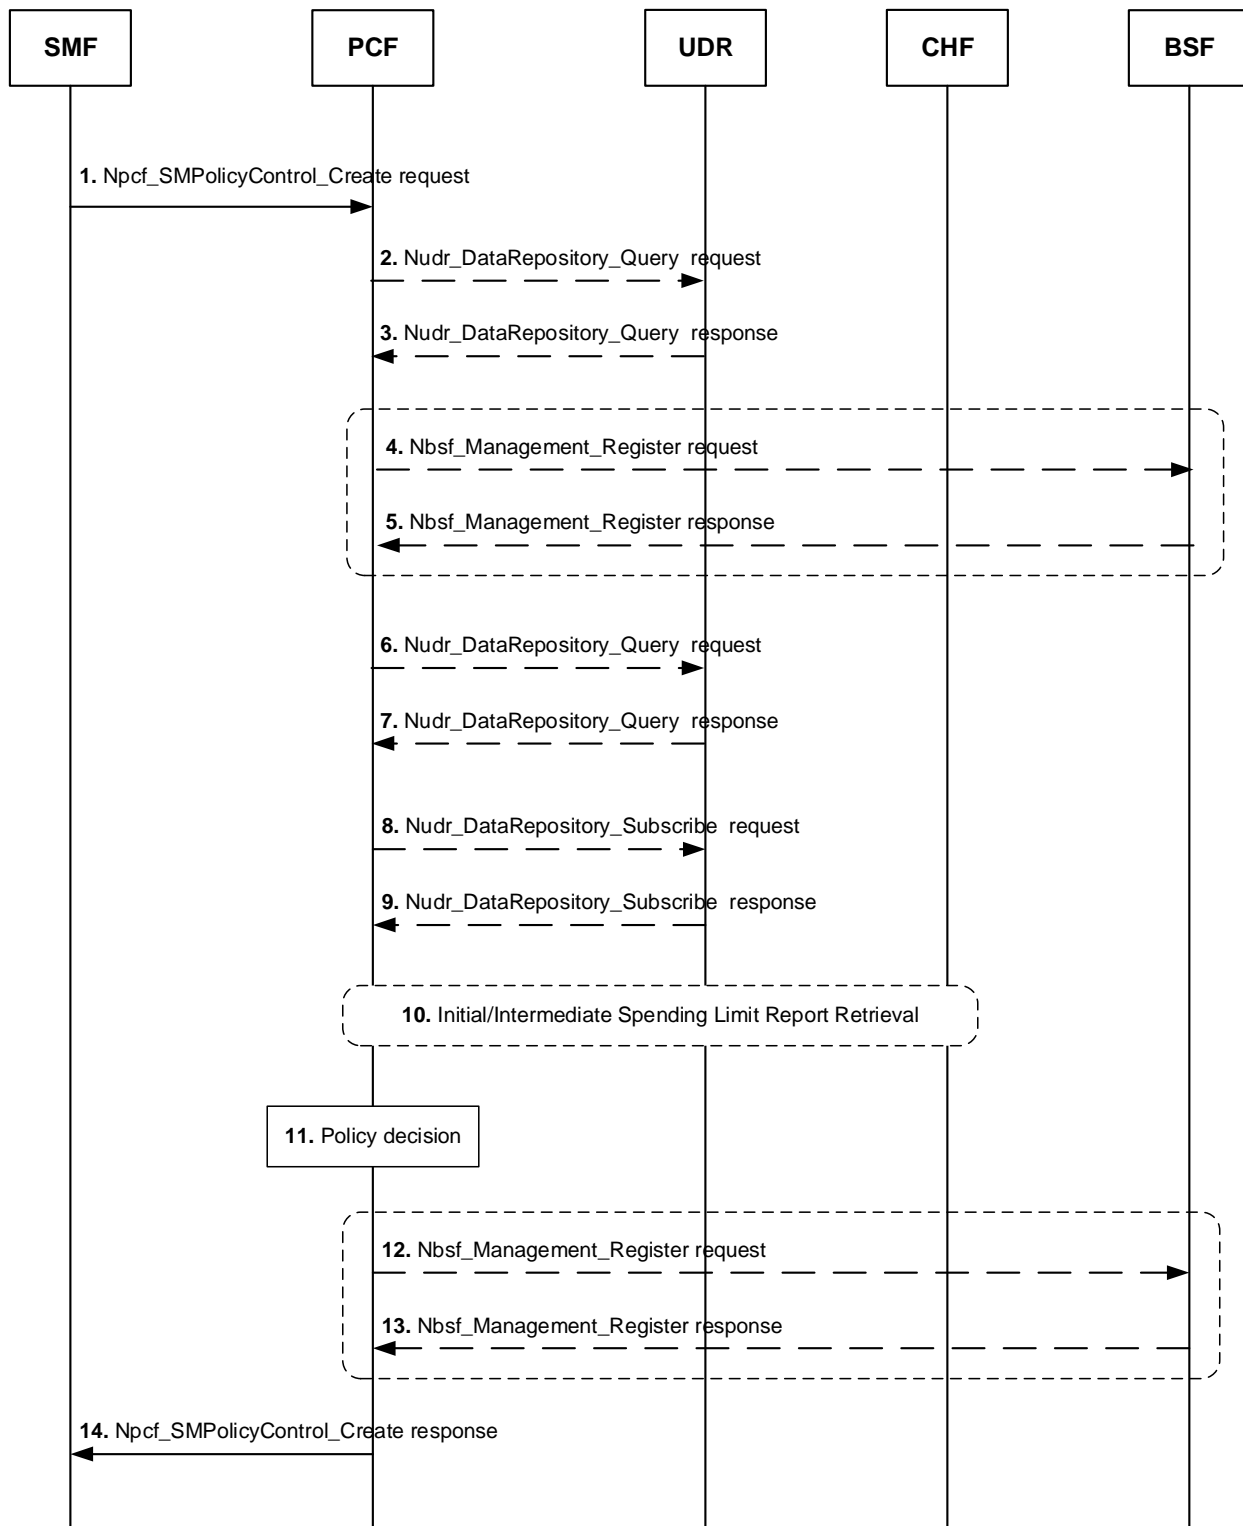 SMF PCF UDR CHF BSF
1. Npcf_SMPolicyControl_Create request
2. Nudr_DataRepository_Query request
3. Nudr_DataRepository_Query response
4. Nbsf_Management_Register request
5. Nbsf_Management_Register response
6. Nudr_DataRepository_Query request
7. Nudr_DataRepository_Query response
8. Nudr_DataRepository_Subscribe request
9. Nudr_DataRepository_Subscribe response
10. Initial/Intermediate Spending Limit Report Retrieval
11. Policy decision
12. Nbsf_Management_Register request
13. Nbsf_Management_Register response
14. Npcf_SMPolicyControl_Create response